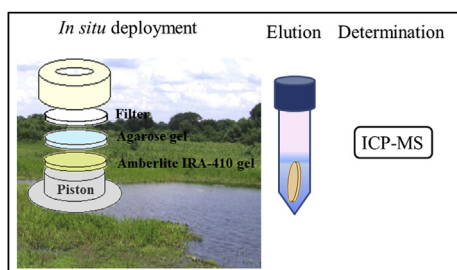 In situ deployment
Elution
Determination
Filter
Agarose gel
Amberlite IRA-410 gel
Piston
ICP-MS